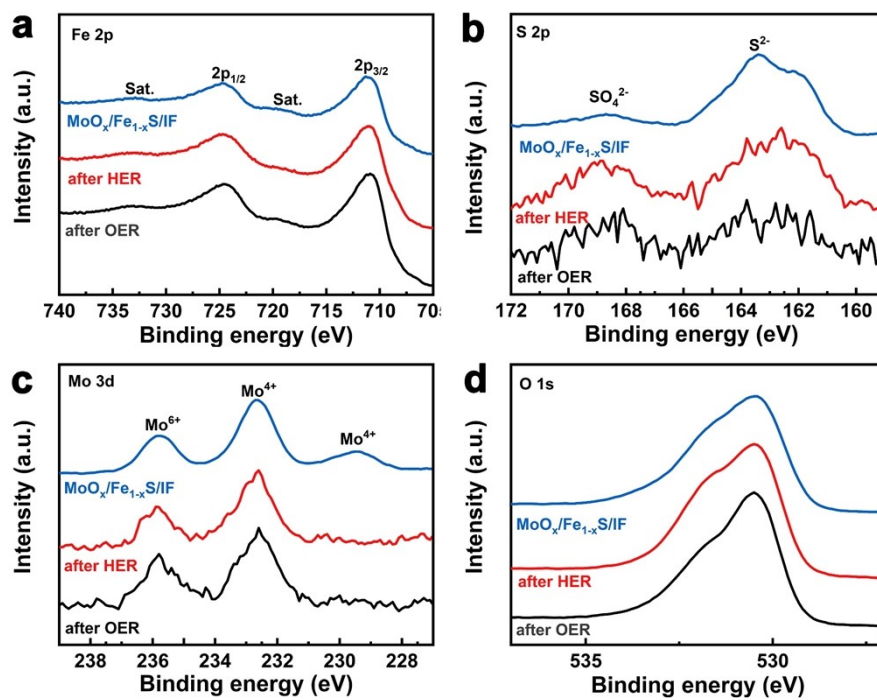 a
Fe 2p
Sat.
2p1/2
Sat.
2p3/2
MoOx/Fe1-xS/IF
after HER
after OER
Intensity (a.u.)
740 735 730 725 720 715 710 705
Binding energy (eV)
b
S 2p
SO4 2-
S2-
MoOx/Fe1-xS/IF
after HER
after OER
Intensity (a.u.)
172 170 168 166 164 162 160
Binding energy (eV)
c
Mo 3d
Mo6+
Mo4+
Mo4+
MoOx/Fe1-xS/IF
after HER
after OER
Intensity (a.u.)
238 236 234 232 230 228
Binding energy (eV)
d
O 1s
MoOx/Fe1-xS/IF
after HER
after OER
Intensity (a.u.)
535 530
Binding energy (eV)